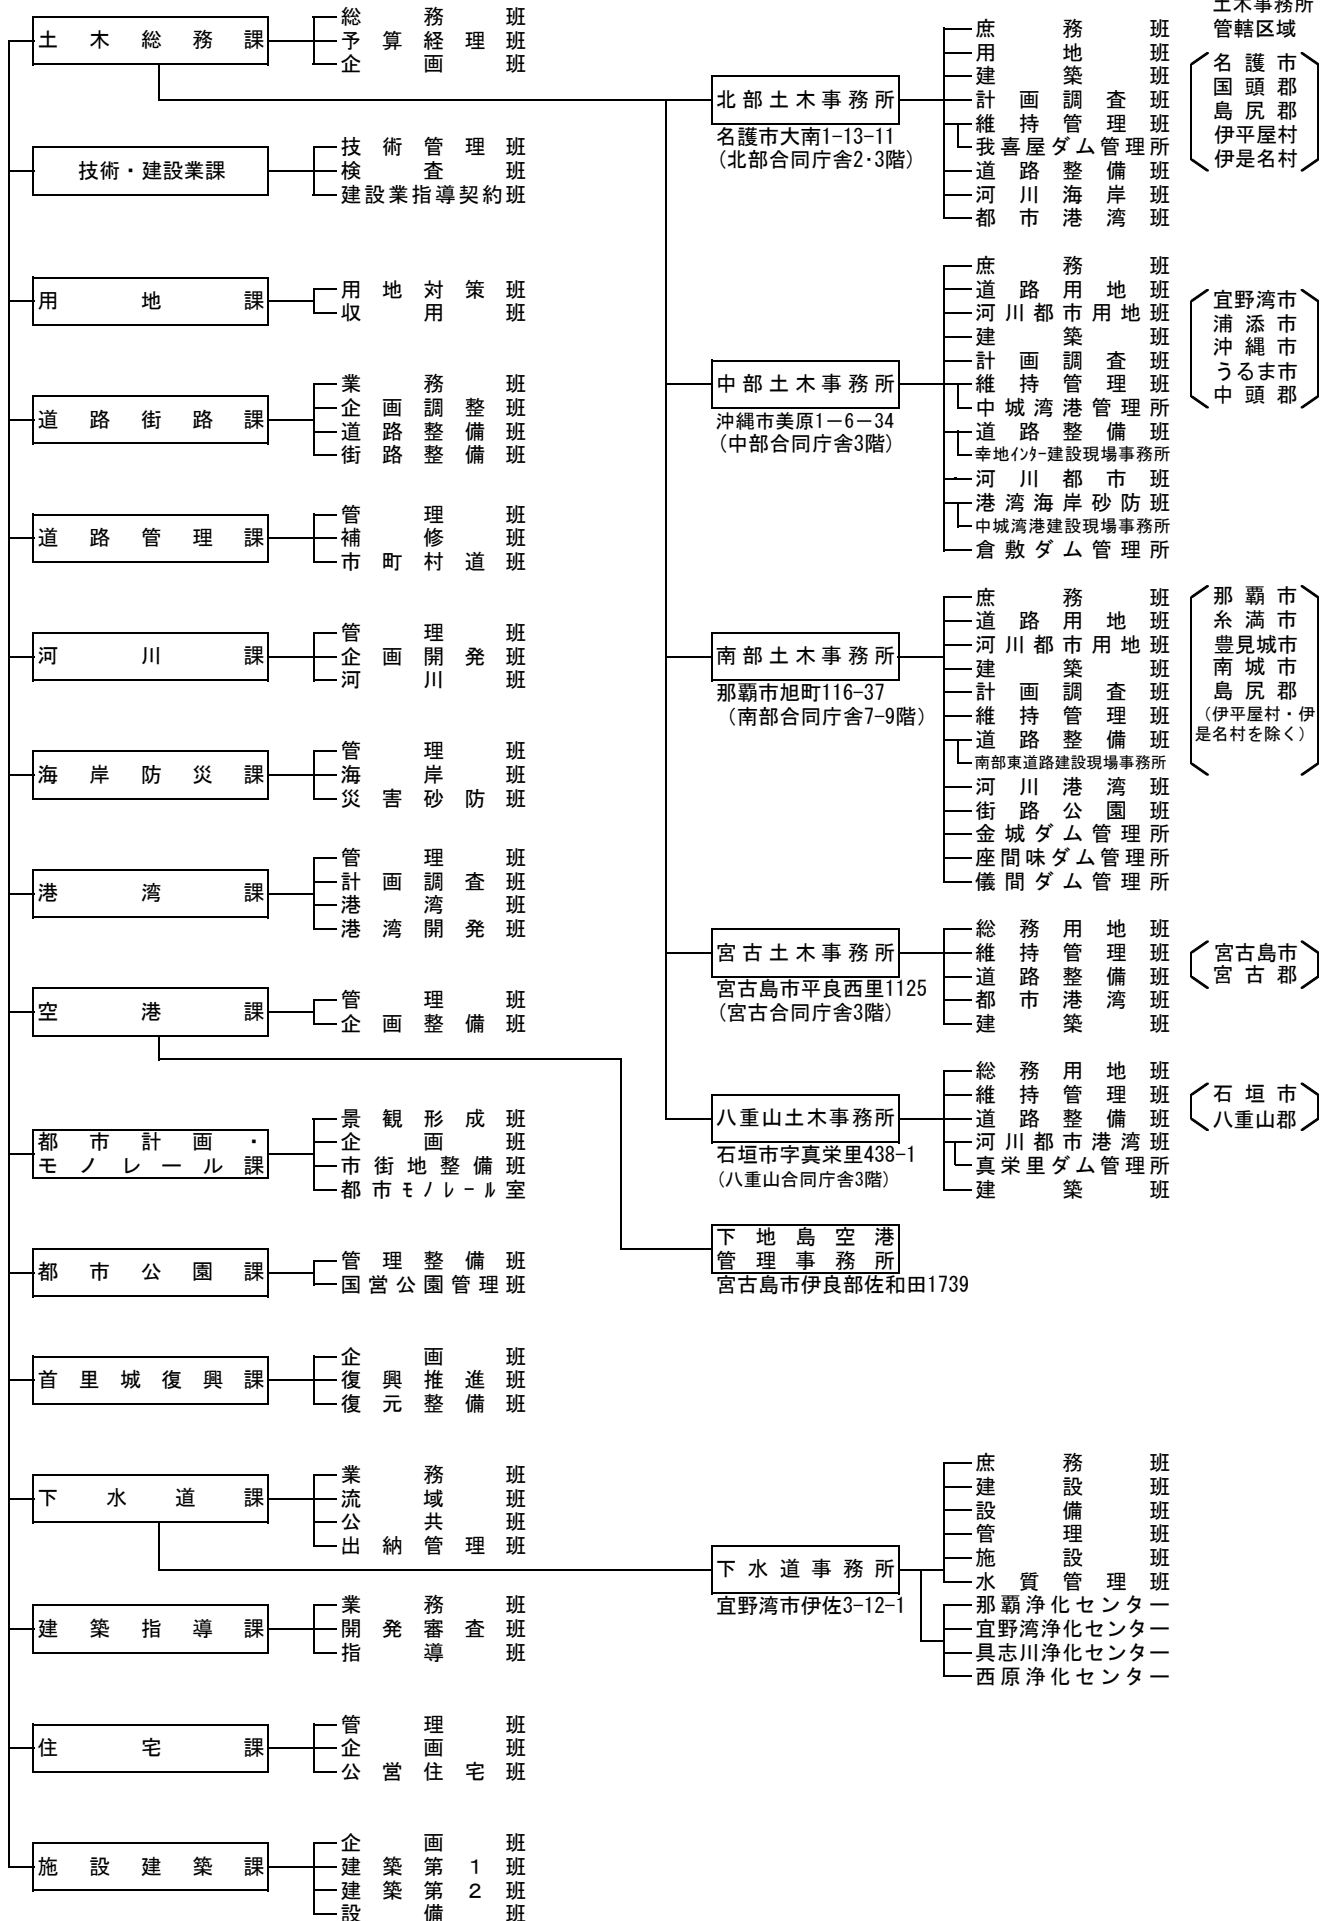 土木総務課
総務班
予算経理班
企画班
技術・建設業課
技術管理班
検査班
建設業指導契約班
用地課
用地対策班
収用班
道路街路課
業務班
企画調整班
道路整備班
街路整備班
道路管理課
管理班
補修班
市町村道班
河川課
管理班
企画開発班
河川班
海岸防災課
管理班
海岸班
災害砂防班
港湾課
管理班
計画調査班
港湾班
港湾開発班
空港課
管理班
企画整備班
都市計画・
モノレール課
景観形成班
企画班
市街地整備班
都市ﾓﾉﾚｰﾙ室
都市公園課
管理整備班
国営公園管理班
首里城復興課
企画班
復興推進班
復元整備班
下水道課
業務班
流域班
公共班
出納管理班
建築指導課
業務班
開発審査班
指導班
住宅課
管理班
企画班
公営住宅班
施設建築課
企画班
建築第1班
建築第2班
設備班
北部土木事務所
名護市大南1-13-11
(北部合同庁舎2・3階)
庶務班
用地班
建築班
計画調査班
維持管理班
我喜屋ダム管理所
道路整備班
河川海岸班
都市港湾班
土木事務所
管轄区域
名護市
国頭郡
島尻郡
伊平屋村
伊是名村
中部土木事務所
沖縄市美原1－6－34
(中部合同庁舎3階)
庶務班
道路用地班
河川都市用地班
建築班
計画調査班
維持管理班
中城湾港管理所
道路整備班
幸地ｲﾝﾀｰ建設現場事務所
河川都市班
港湾海岸砂防班
中城湾港建設現場事務所
倉敷ダム管理所
宜野湾市
浦添市
沖縄市
うるま市
中頭郡
南部土木事務所
那覇市旭町116-37
(南部合同庁舎7-9階)
庶務班
道路用地班
河川都市用地班
建築班
計画調査班
維持管理班
道路整備班
南部東道路建設現場事務所
河川港湾班
街路公園班
金城ダム管理所
座間味ダム管理所
儀間ダム管理所
那覇市
糸満市
豊見城市
南城市
島尻郡
(伊平屋村・伊
是名村を除く)
宮古土木事務所
宮古島市平良西里1125
(宮古合同庁舎3階)
総務用地班
維持管理班
道路整備班
都市港湾班
建築班
宮古島市
宮古郡
八重山土木事務所
石垣市字真栄里438-1
(八重山合同庁舎3階)
総務用地班
維持管理班
道路整備班
河川都市港湾班
真栄里ダム管理所
建築班
石垣市
八重山郡
下地島空港
管理事務所
宮古島市伊良部佐和田1739
下水道事務所
宜野湾市伊佐3-12-1
庶務班
建設班
設備班
管理班
施設班
水質管理班
那覇浄化センター
宜野湾浄化センター
具志川浄化センター
西原浄化センター